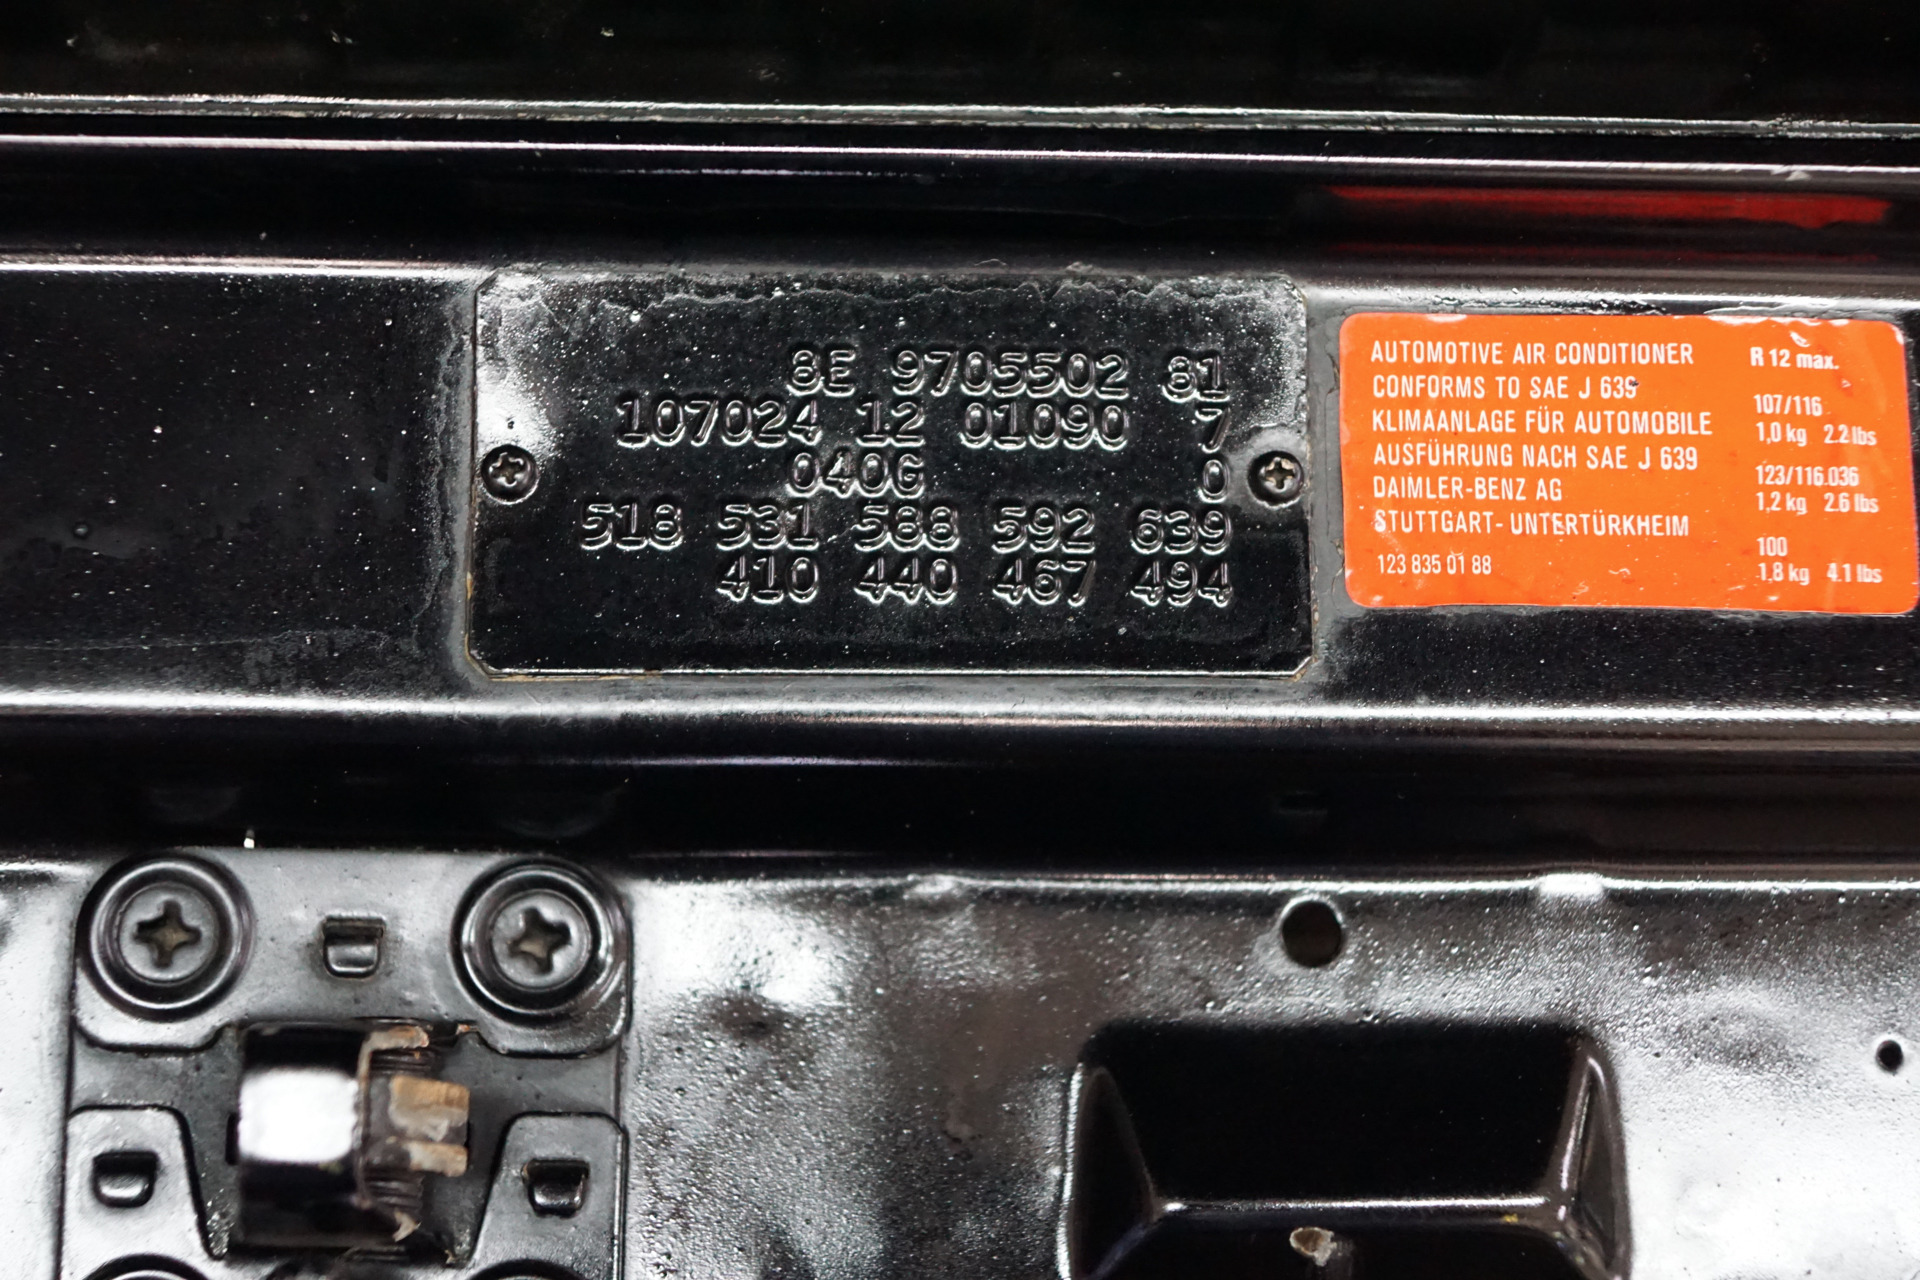 8E 9705502 81
107024 12 01090 7
040G 0
518 531 588 592 639
410 440 467 494
AUTOMOTIVE AIR CONDITIONER
CONFORMS TO SAE J 639
KLIMAANLAGE FÜR AUTOMOBILE
AUSFÜHRUNG NACH SAE J 639
DAIMLER-BENZ AG
STUTTGART- UNTERTÜRKHEIM
123 835 01 88
R 12 max.
107/116
1,0 kg 2.2 lbs
123/116.036
1,2 kg 2.6 lbs
100
1,8 kg 4.1 lbs